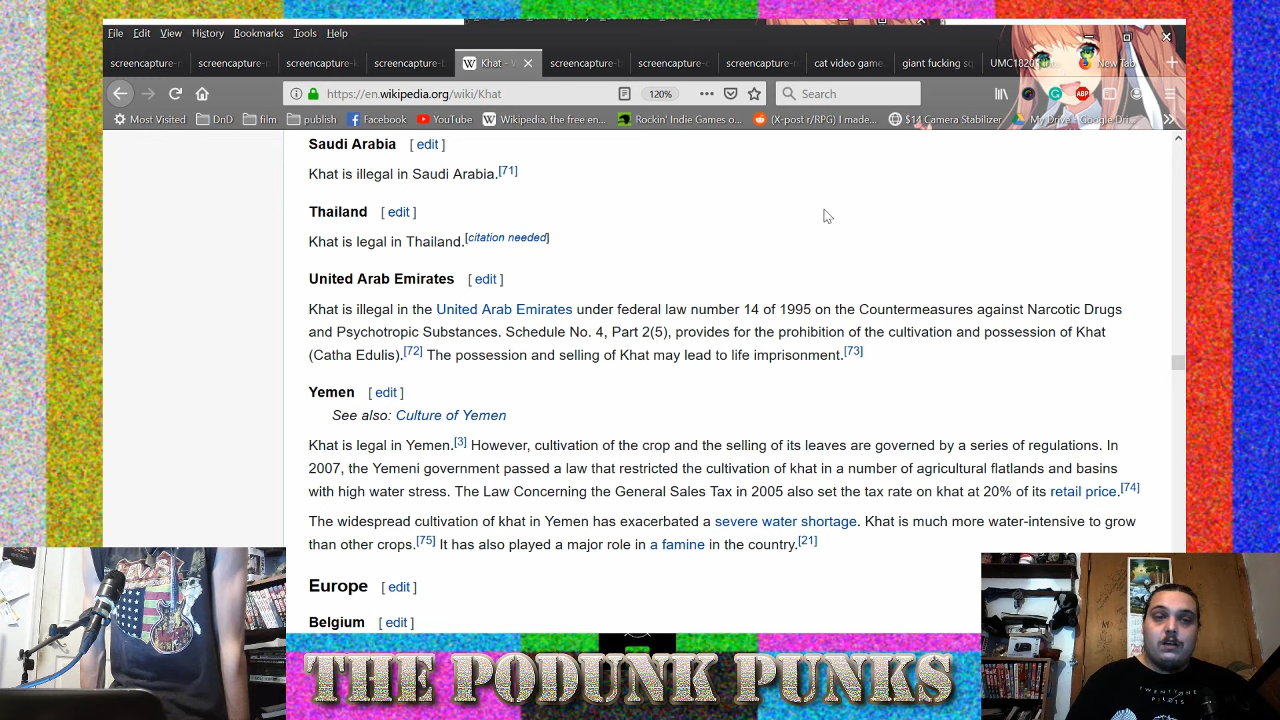 File Edit View History Bookmarks Tools Help
screencapture- screencapture- screencapture- screencapture- Khat - W screencapture- screencapture- screencapture- cat video game. giant fucking sq New Tab
https://en.wikipedia.org/wiki/Khat 120% Search
Most Visited DnD film publish Facebook YouTube Wikipedia, the free en... Rockin' Indie Games o... (X-post r/RPG) I made... $14 Camera Stabilizer My Drive - Google Dri...
Saudi Arabia [ edit ]
Khat is illegal in Saudi Arabia.[71]
Thailand [ edit ]
Khat is legal in Thailand.[citation needed]
United Arab Emirates [ edit ]
Khat is illegal in the United Arab Emirates under federal law number 14 of 1995 on the Countermeasures against Narcotic Drugs
and Psychotropic Substances. Schedule No. 4, Part 2(5), provides for the prohibition of the cultivation and possession of Khat
(Catha Edulis).[72] The possession and selling of Khat may lead to life imprisonment.[73]
Yemen [ edit ]
See also: Culture of Yemen
Khat is legal in Yemen.[3] However, cultivation of the crop and the selling of its leaves are governed by a series of regulations. In
2007, the Yemeni government passed a law that restricted the cultivation of khat in a number of agricultural flatlands and basins
with high water stress. The Law Concerning the General Sales Tax in 2005 also set the tax rate on khat at 20% of its retail price.[74]
The widespread cultivation of khat in Yemen has exacerbated a severe water shortage. Khat is much more water-intensive to grow
than other crops.[75] It has also played a major role in a famine in the country.[21]
Europe [ edit ]
Belgium [ edit ]
THE PODUNK PUNKS
TWENTY ONE
PILOTS